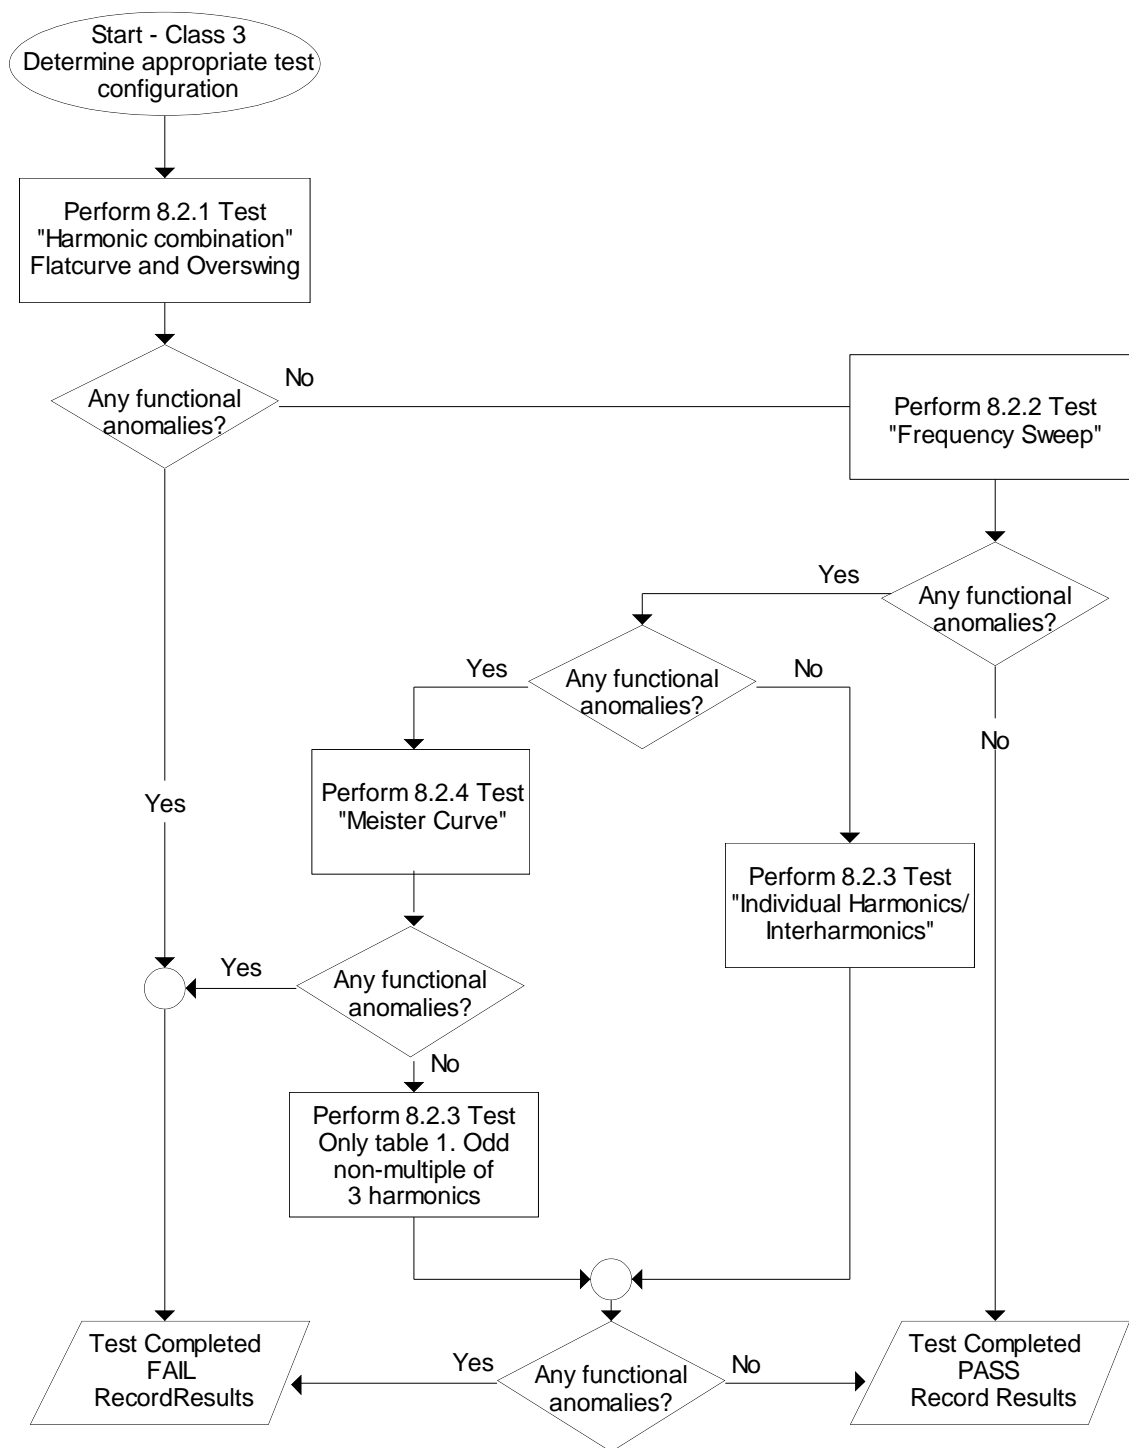 Start - Class 3
Determine appropriate test
configuration
Perform 8.2.1 Test
"Harmonic combination"
Flatcurve and Overswing
Any functional
anomalies?
No
Perform 8.2.2 Test
"Frequency Sweep"
Yes
Any functional
anomalies?
Yes
Any functional
anomalies?
No
No
Perform 8.2.4 Test
"Meister Curve"
Yes
Perform 8.2.3 Test
"Individual Harmonics/
Interharmonics"
Yes
Any functional
anomalies?
No
Perform 8.2.3 Test
Only table 1. Odd
non-multiple of
3 harmonics
Test Completed
FAIL
RecordResults
Yes
Any functional
anomalies?
No
Test Completed
PASS
Record Results